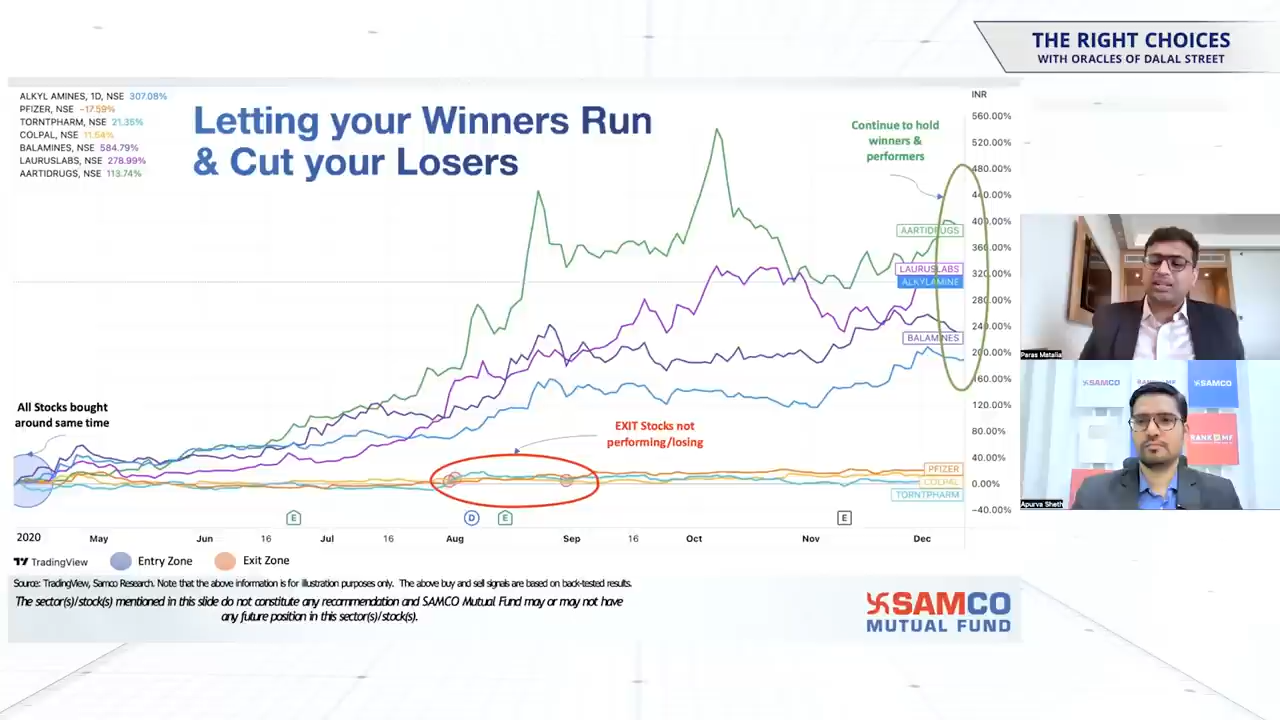 THE RIGHT CHOICES
WITH ORACLES OF DALAL STREET
ALKYL AMINES, 1D, NSE 307.08%
PFIZER, NSE −17.59%
TORNTPHARM, NSE 21.35%
COLPAL, NSE 11.54%
BALAMINES, NSE 584.79%
LAURUSLABS, NSE 278.99%
AARTIDRUGS, NSE 113.74%
Letting your Winners Run
& Cut your Losers
Continue to hold
winners &
performers
INR
560.00%
520.00%
480.00%
440.00%
400.00%
360.00%
320.00%
280.00%
240.00%
200.00%
160.00%
120.00%
80.00%
40.00%
0.00%
−40.00%
AARTIDRUGS
LAURUSLABS
ALKYLAMINE
BALAMINES
All Stocks bought
around same time
EXIT Stocks not
performing/losing
PFIZER
COLPAL
TORNTPHARM
E
D
E
E
2020 May Jun 16 Jul 16 Aug Sep 16 Oct Nov Dec
TradingView Entry Zone Exit Zone
Source: TradingView, Samco Research. Note that the above information is for illustration purposes only. The above buy and sell signals are based on back-tested results.
The sector(s)/stock(s) mentioned in this slide do not constitute any recommendation and SAMCO Mutual Fund may or may not have
any future position in this sector(s)/stock(s).
SAMCO
MUTUAL FUND
Paras Matalia
SAMCO
SAMCO
RANK MF
Apurva Sheth